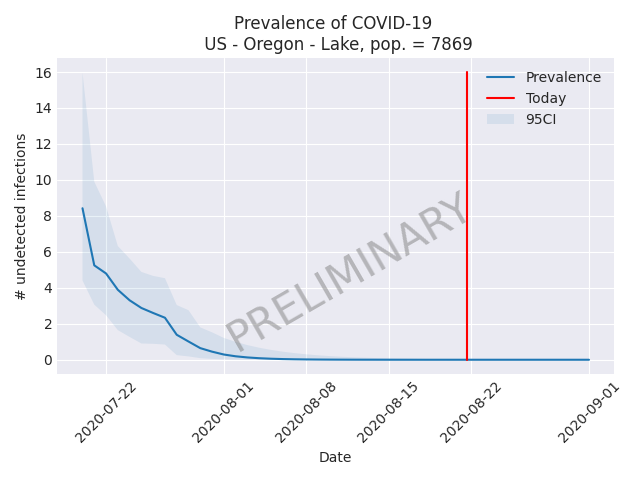 Prevalence of COVID-19
US - Oregon - Lake, pop. = 7869
16
14
12
10
8
6
4
2
0
# undetected infections
Prevalence
Today
95CI
PRELIMINARY
2020-07-22
2020-08-01
2020-08-08
2020-08-15
2020-08-22
2020-09-01
Date